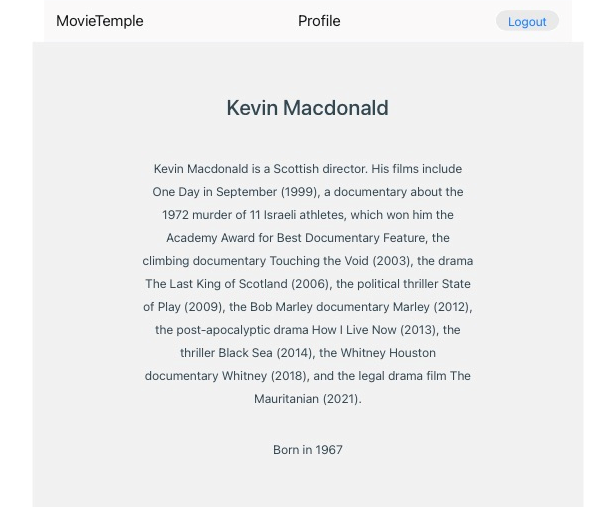 MovieTemple
Profile
Logout
Kevin Macdonald
Kevin Macdonald is a Scottish director. His films include
One Day in September (1999), a documentary about the
1972 murder of 11 Israeli athletes, which won him the
Academy Award for Best Documentary Feature, the
climbing documentary Touching the Void (2003), the drama
The Last King of Scotland (2006), the political thriller State
of Play (2009), the Bob Marley documentary Marley (2012),
the post-apocalyptic drama How I Live Now (2013), the
thriller Black Sea (2014), the Whitney Houston
documentary Whitney (2018), and the legal drama film The
Mauritanian (2021).
Born in 1967